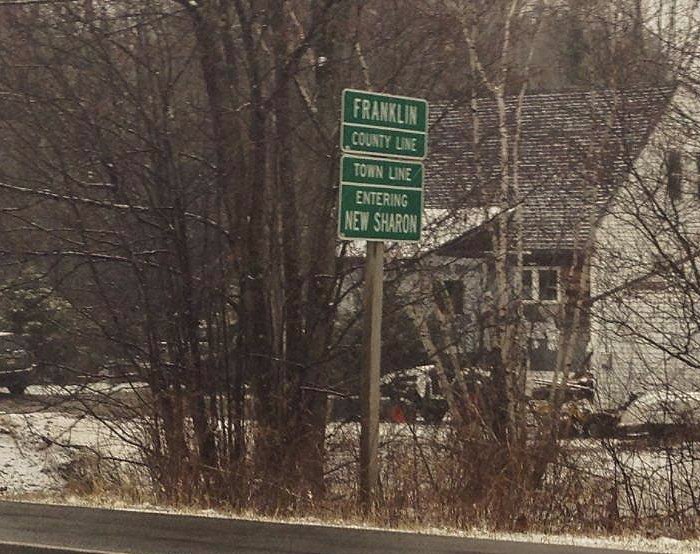 FRANKLIN
COUNTY LINE
TOWN LINE
ENTERING
NEW SHARON